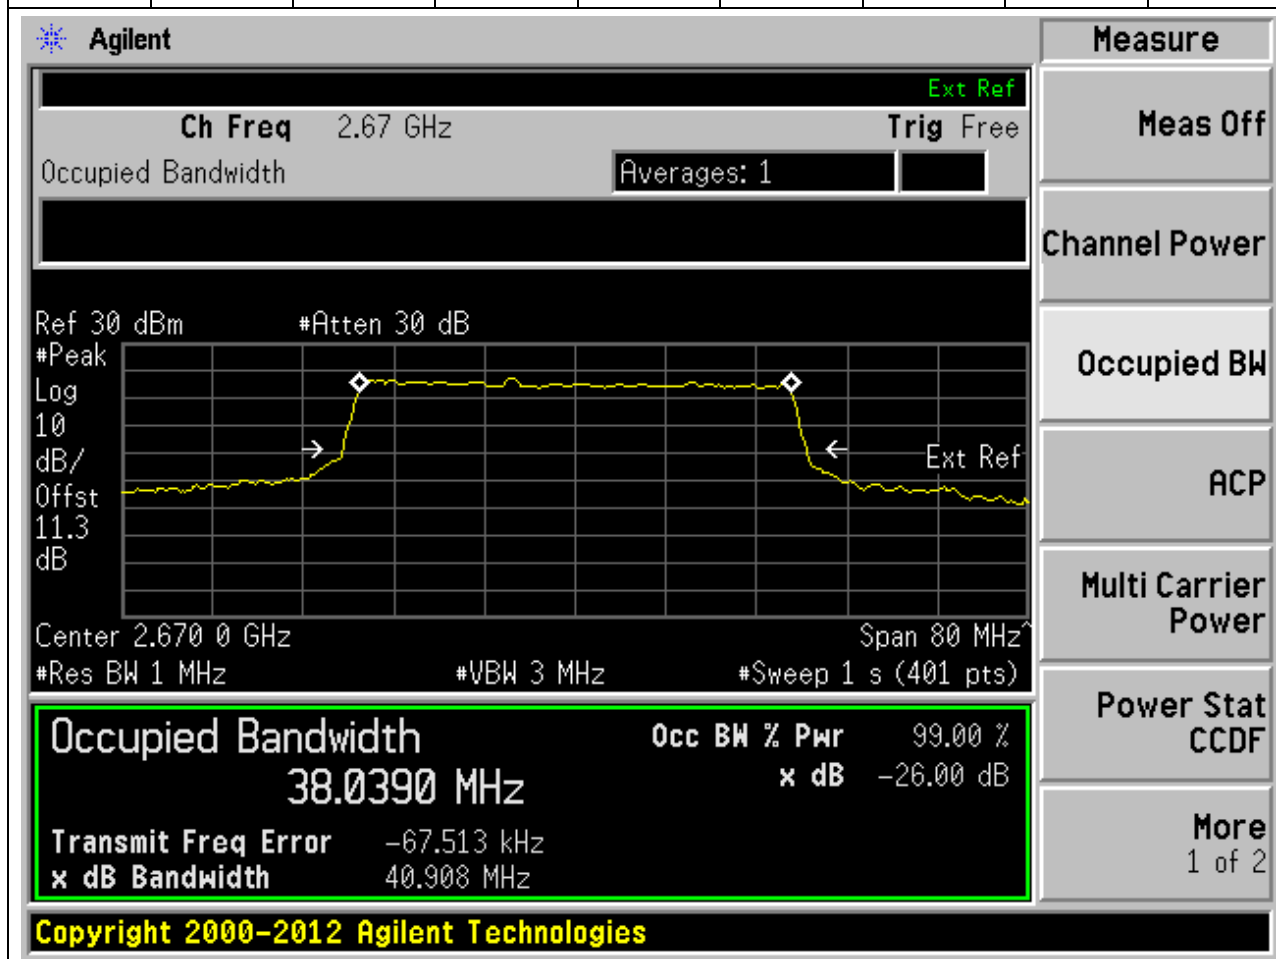 Agilent
Measure
Ext Ref
Ch Freq 2.67 GHz Trig Free
Meas Off
Occupied Bandwidth Averages: 1
Channel Power
Ref 30 dBm #Atten 30 dB
#Peak
Log
10
dB/
Offst
11.3
dB
Ext Ref
Occupied BW
ACP
Center 2.670 0 GHz Span 80 MHz^
#Res BW 1 MHz #VBW 3 MHz #Sweep 1 s (401 pts)
Multi Carrier
Power
Occupied Bandwidth Occ BW % Pwr 99.00 %
38.0390 MHz x dB -26.00 dB
Transmit Freq Error -67.513 kHz
x dB Bandwidth 40.908 MHz
Power Stat
CCDF
More
1 of 2
Copyright 2000-2012 Agilent Technologies